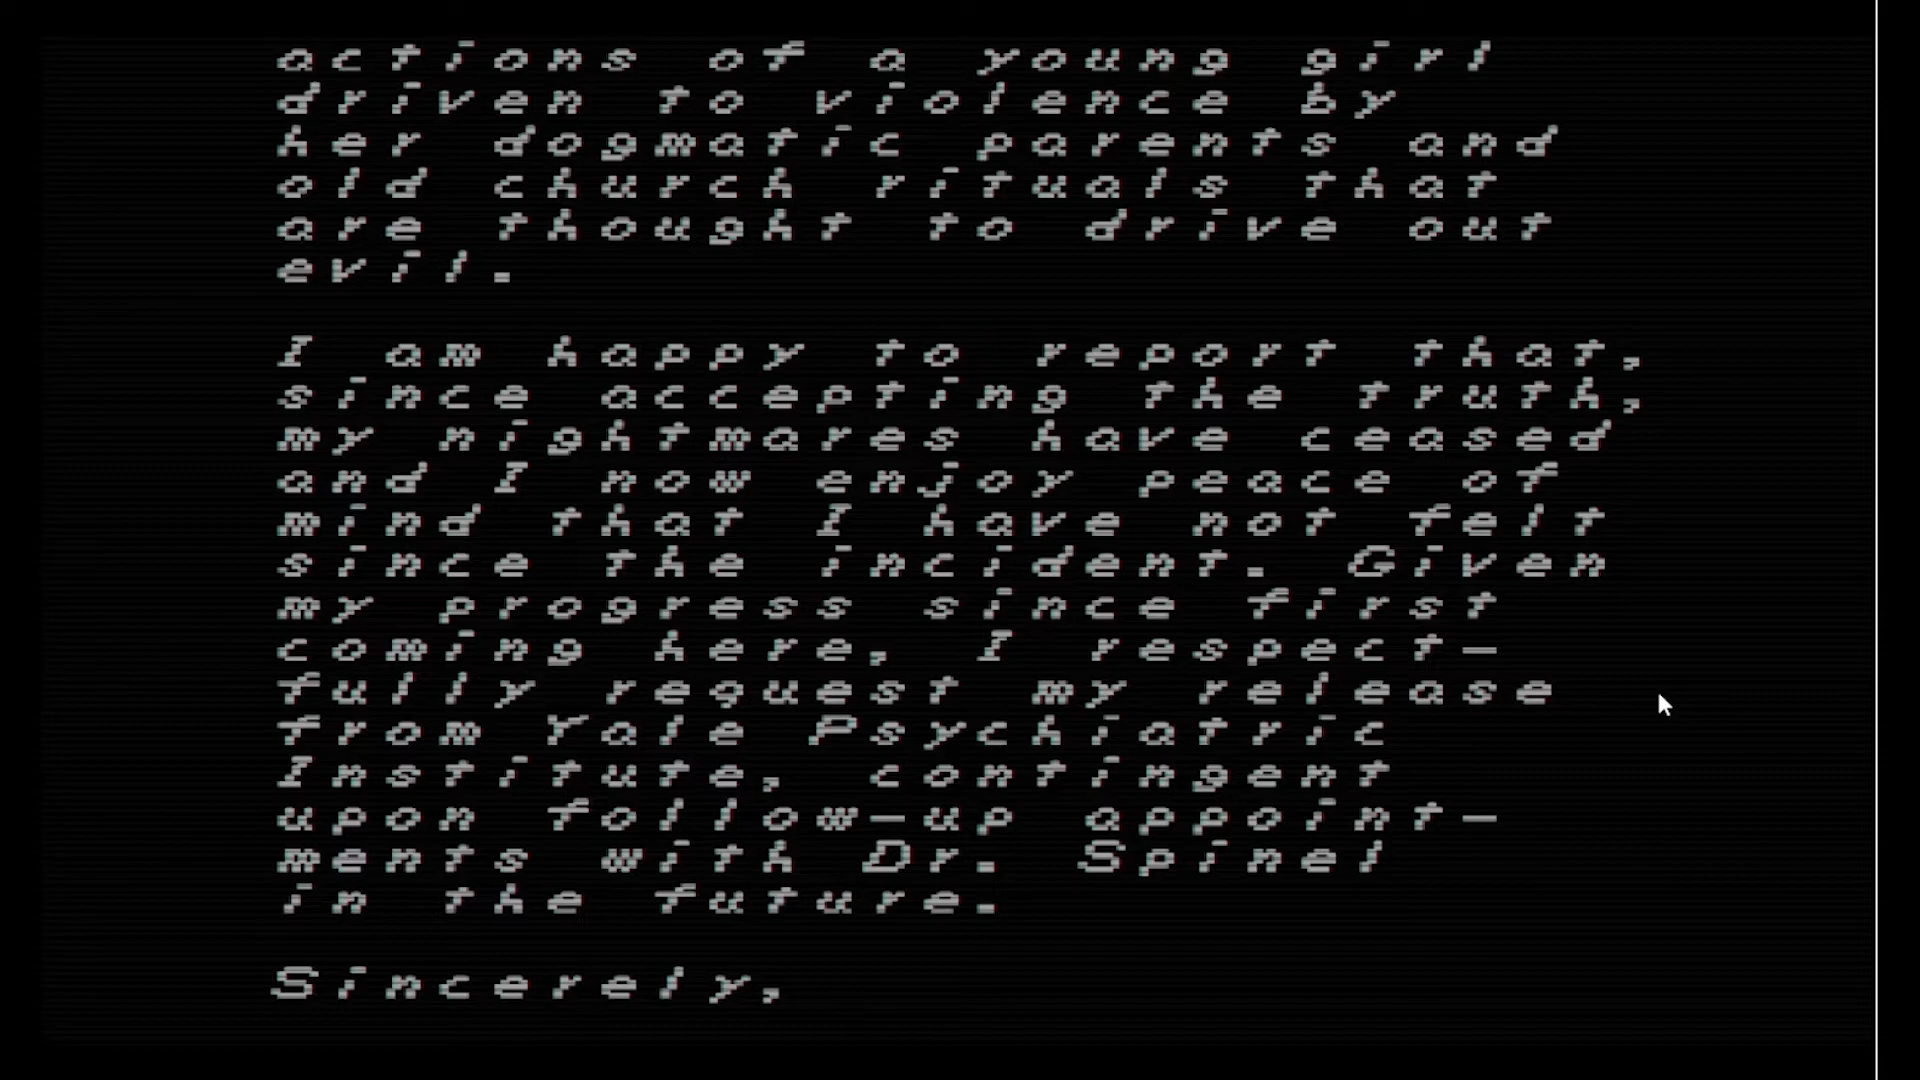 actions of a young girl
driven to violence by
her dogmatic parents and
old church rituals that
are thought to drive out
evil.
I am happy to report that,
since accepting the truth,
my nightmares have ceased
and I now enjoy peace of
mind that I have not felt
since the incident. Given
my progress since first
coming here, I respect-
fully request my release
from Yale Psychiatric
Institute, contingent
upon follow-up appoint-
ments with Dr. Spinel
in the future.
Sincerely,